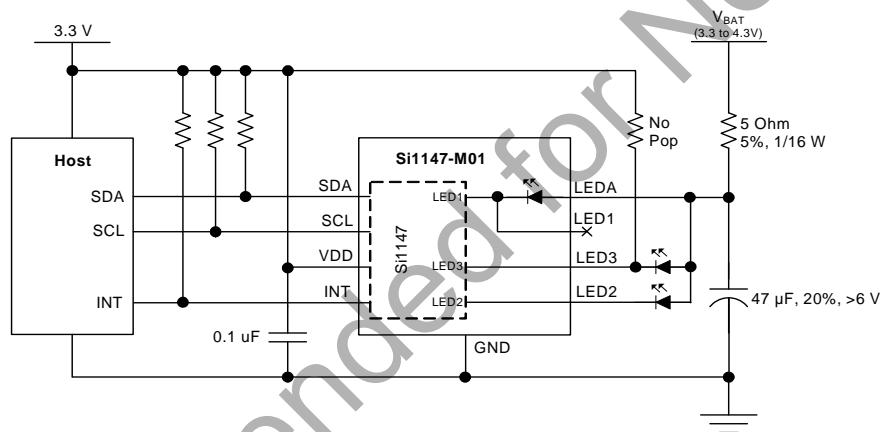 3.3 V
VBAT
(3.3 to 4.3V)
No
Pop
5 Ohm
5%, 1/16 W
Host
Si1147-M01
SDA
SDA
LED1
LEDA
SCL
SCL
LED1
Si1147
VDD
LED3
LED3
INT
INT
LED2
LED2
47 µF, 20%, >6 V
0.1 uF
GND
ended for N